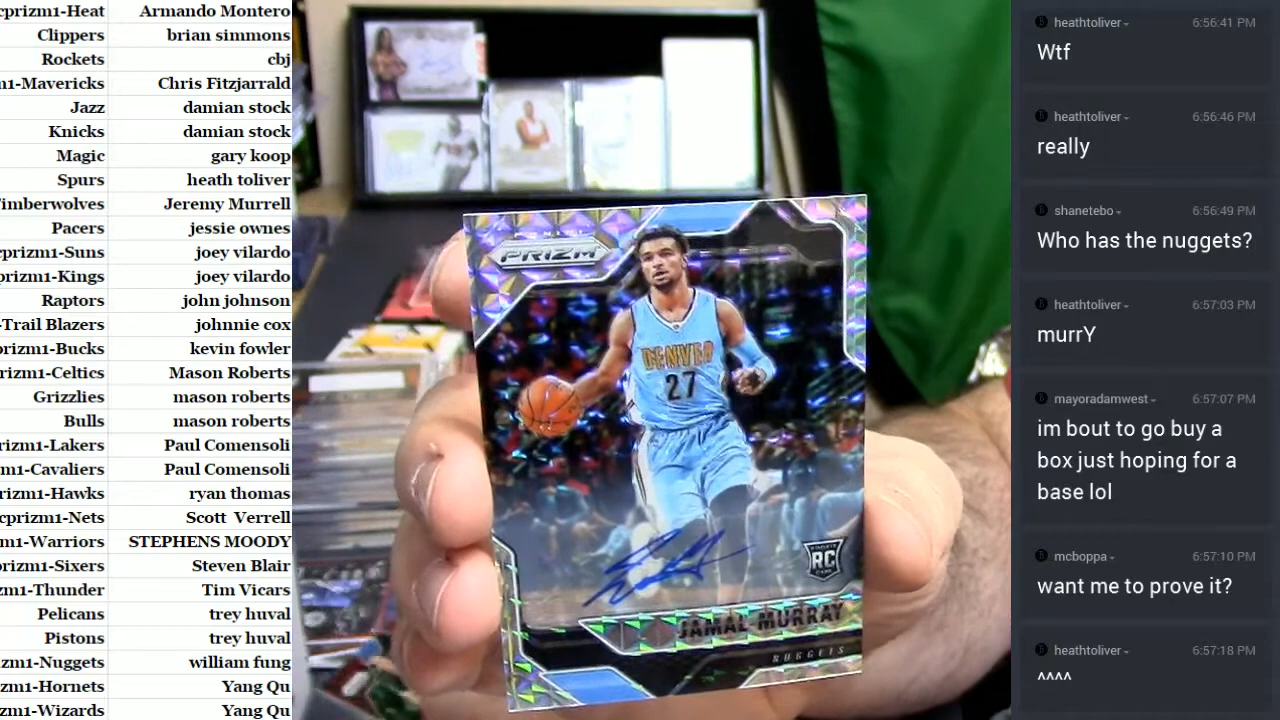 cprizm1-Heat Armando Montero
Clippers brian simmons
Rockets cbj
m1-Mavericks Chris Fitzjarrald
Jazz damian stock
Knicks damian stock
Magic gary koop
Spurs heath toliver
imberwolves Jeremy Murrell
Pacers jessie ownes
cprizm1-Suns joey vilardo
prizm1-Kings joey vilardo
Raptors john johnson
-Trail Blazers johnnie cox
prizm1-Bucks kevin fowler
rizm1-Celtics Mason Roberts
Grizzlies mason roberts
Bulls mason roberts
prizm1-Lakers Paul Comensoli
m1-Cavaliers Paul Comensoli
rizm1-Hawks ryan thomas
cprizm1-Nets Scott Verrell
m1-Warriors STEPHENS MOODY
prizm1-Sixers Steven Blair
zm1-Thunder Tim Vicars
Pelicans trey huval
Pistons trey huval
zm1-Nuggets william fung
zm1-Hornets Yang Qu
zm1-Wizards Yang Qu
PANINI
PRIZM
DENVER
27
ROOKIE
RC
CARD
JAMAL MURRAY
NUGGETS
heathtoliver 6:56:41 PM
Wtf
heathtoliver 6:56:46 PM
really
shanetebo 6:56:49 PM
Who has the nuggets?
heathtoliver 6:57:03 PM
murrY
mayoradamwest 6:57:07 PM
im bout to go buy a
box just hoping for a
base lol
mcboppa 6:57:10 PM
want me to prove it?
heathtoliver 6:57:18 PM
^^^^